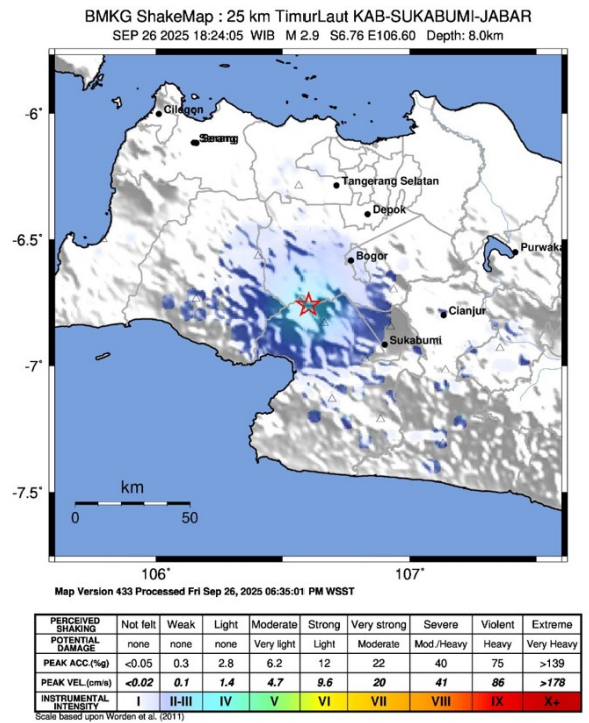 BMKG ShakeMap : 25 km TimurLaut KAB-SUKABUMI-JABAR
SEP 26 2025 18:24:05 WIB M 2.9 S6.76 E106.60 Depth: 8.0km
-6°
Cilegon
Serang
Tangerang Selatan
Depok
-6.5°
Bogor
Purwaka
Cianjur
Sukabumi
-7°
-7.5°
km
0 50
106° 107°
Map Version 433 Processed Fri Sep 26, 2025 06:35:01 PM WSST
PERCEIVED SHAKING Not felt Weak Light Moderate Strong Very strong Severe Violent Extreme
POTENTIAL DAMAGE none none none Very light Light Moderate Mod./Heavy Heavy Very Heavy
PEAK ACC.(%g) <0.05 0.3 2.8 6.2 12 22 40 75 >139
PEAK VEL.(cm/s) <0.02 0.1 1.4 4.7 9.6 20 41 86 >178
INSTRUMENTAL INTENSITY I II-III IV V VI VII VIII IX X+
Scale based upon Worden et al. (2011)